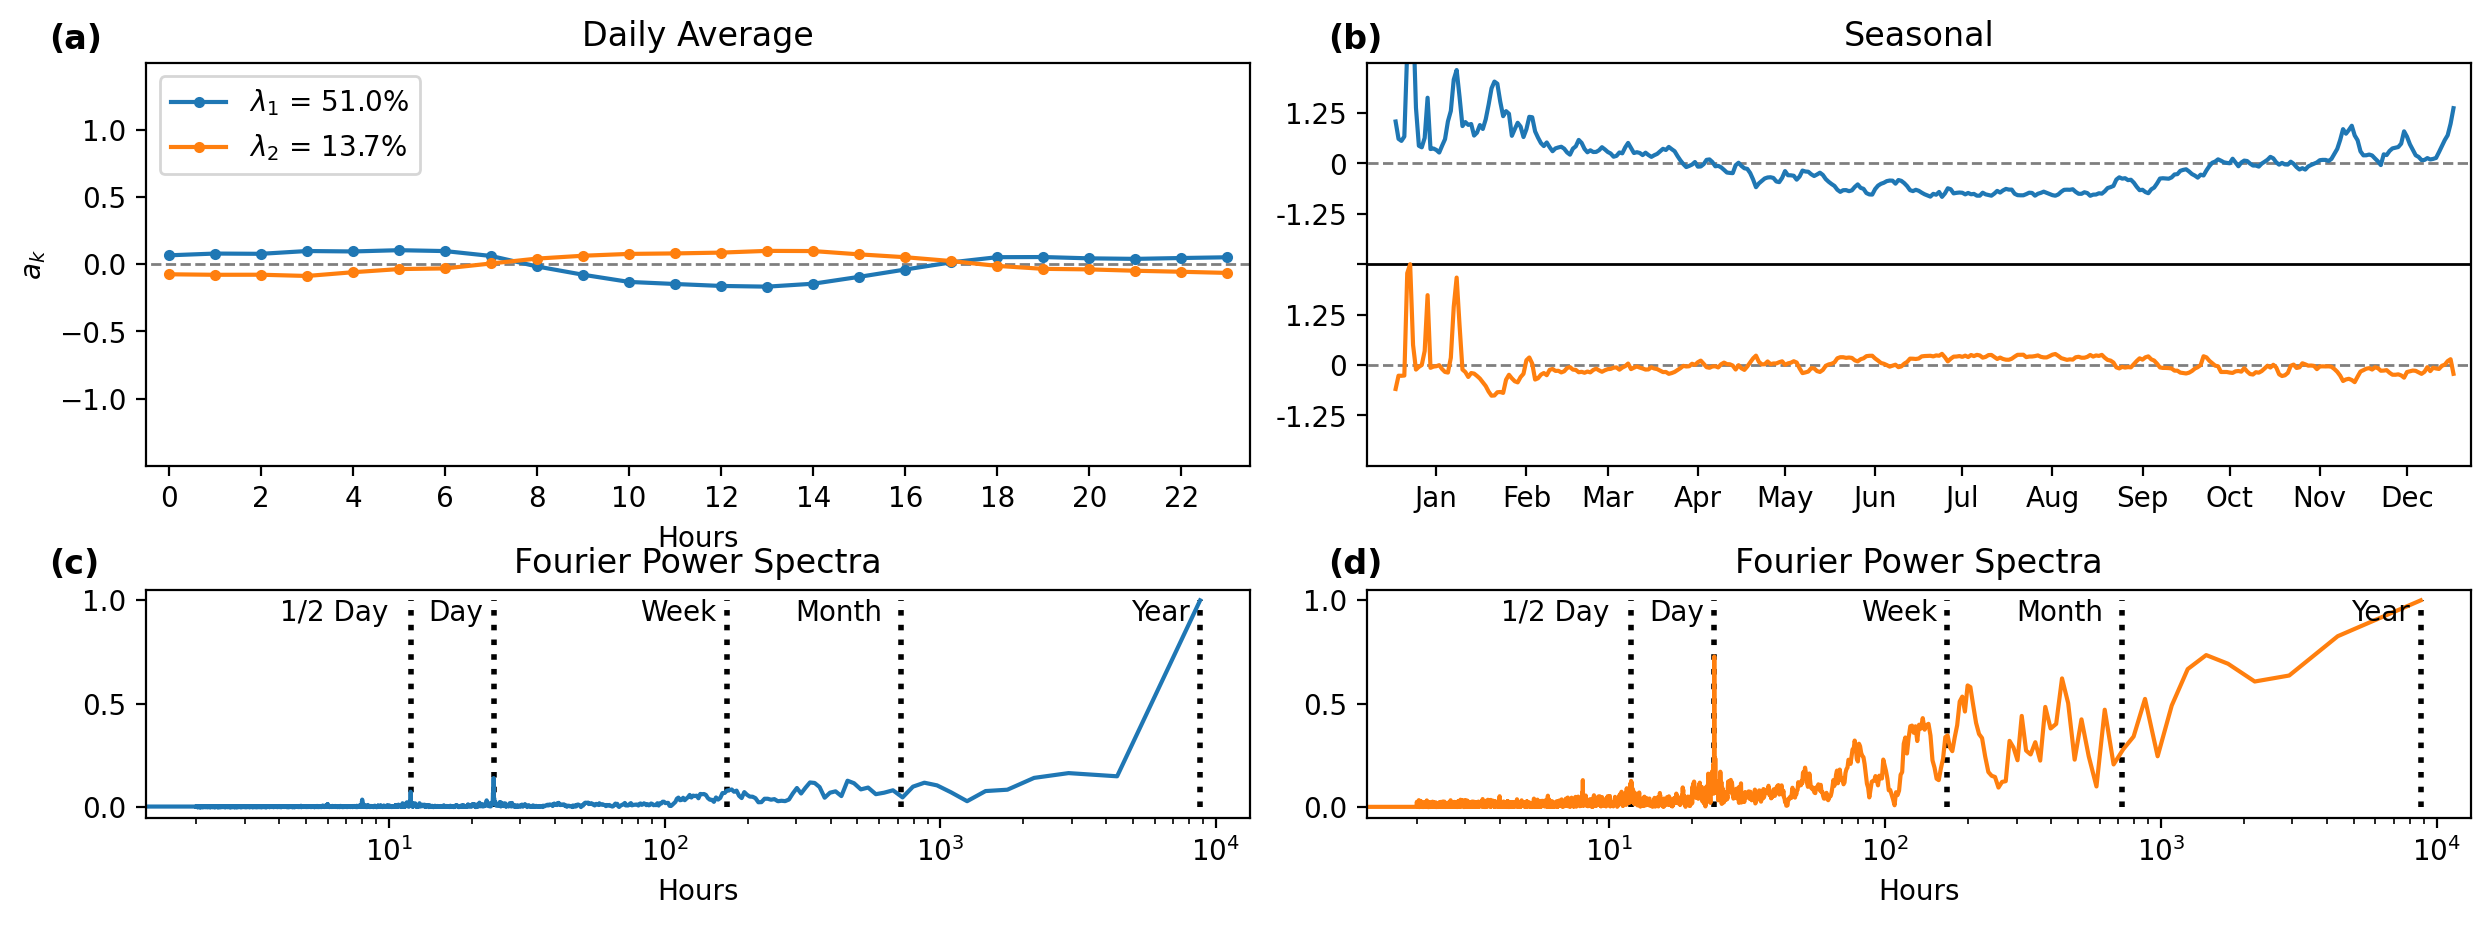 (a)
Daily Average
λ1 = 51.0%
λ2 = 13.7%
1.0
0.5
0.0
−0.5
−1.0
ak
0 2 4 6 8 10 12 14 16 18 20 22
Hours
(b)
Seasonal
1.25
0
-1.25
1.25
0
-1.25
Jan Feb Mar Apr May Jun Jul Aug Sep Oct Nov Dec
(c)
Fourier Power Spectra
1/2 Day Day Week Month Year
1.0
0.5
0.0
10^1 10^2 10^3 10^4
Hours
(d)
Fourier Power Spectra
1/2 Day Day Week Month Year
1.0
0.5
0.0
10^1 10^2 10^3 10^4
Hours